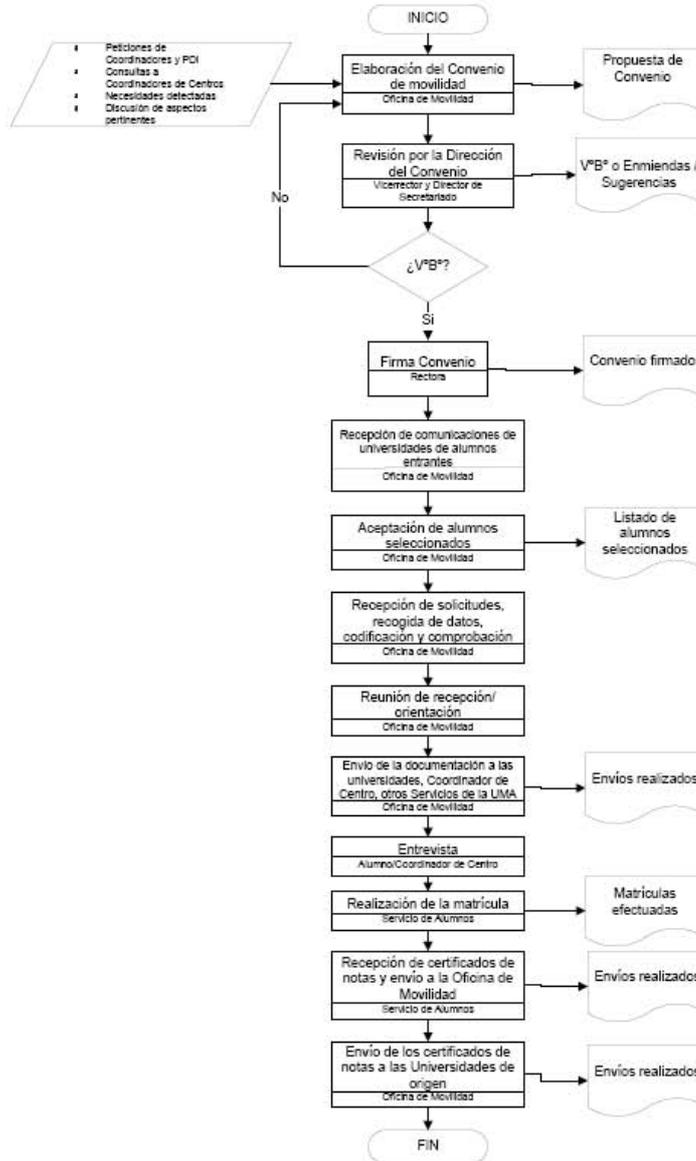 INICIO
Peticiones de
Coordinadores y PDI
Consultas a
Coordinadores de Centros
Necesidades detectadas
Discusión de aspectos
pertinentes
Elaboración del Convenio
de movilidad
Oficina de Movilidad
Propuesta de
Convenio
Revisión por la Dirección
del Convenio
Vicerrector y Director de
Secretariado
VºBº o Enmiendas /
Sugerencias
No
¿VºBº?
Si
Firma Convenio
Rectora
Convenio firmado
Recepción de comunicaciones de
universidades de alumnos
entrantes
Oficina de Movilidad
Aceptación de alumnos
seleccionados
Oficina de Movilidad
Listado de
alumnos
seleccionados
Recepción de solicitudes,
recogida de datos,
codificación y comprobación
Oficina de Movilidad
Reunión de recepción/
orientación
Oficina de Movilidad
Envío de la documentación a las
universidades, Coordinador de
Centro, otros Servicios de la UMA
Oficina de Movilidad
Envíos realizados
Entrevista
Alumno/Coordinador de Centro
Realización de la matrícula
Servicio de Alumnos
Matrículas
efectuadas
Recepción de certificados de
notas y envío a la Oficina de
Movilidad
Servicio de Alumnos
Envíos realizados
Envío de los certificados de
notas a las Universidades de
origen
Oficina de Movilidad
Envíos realizados
FIN